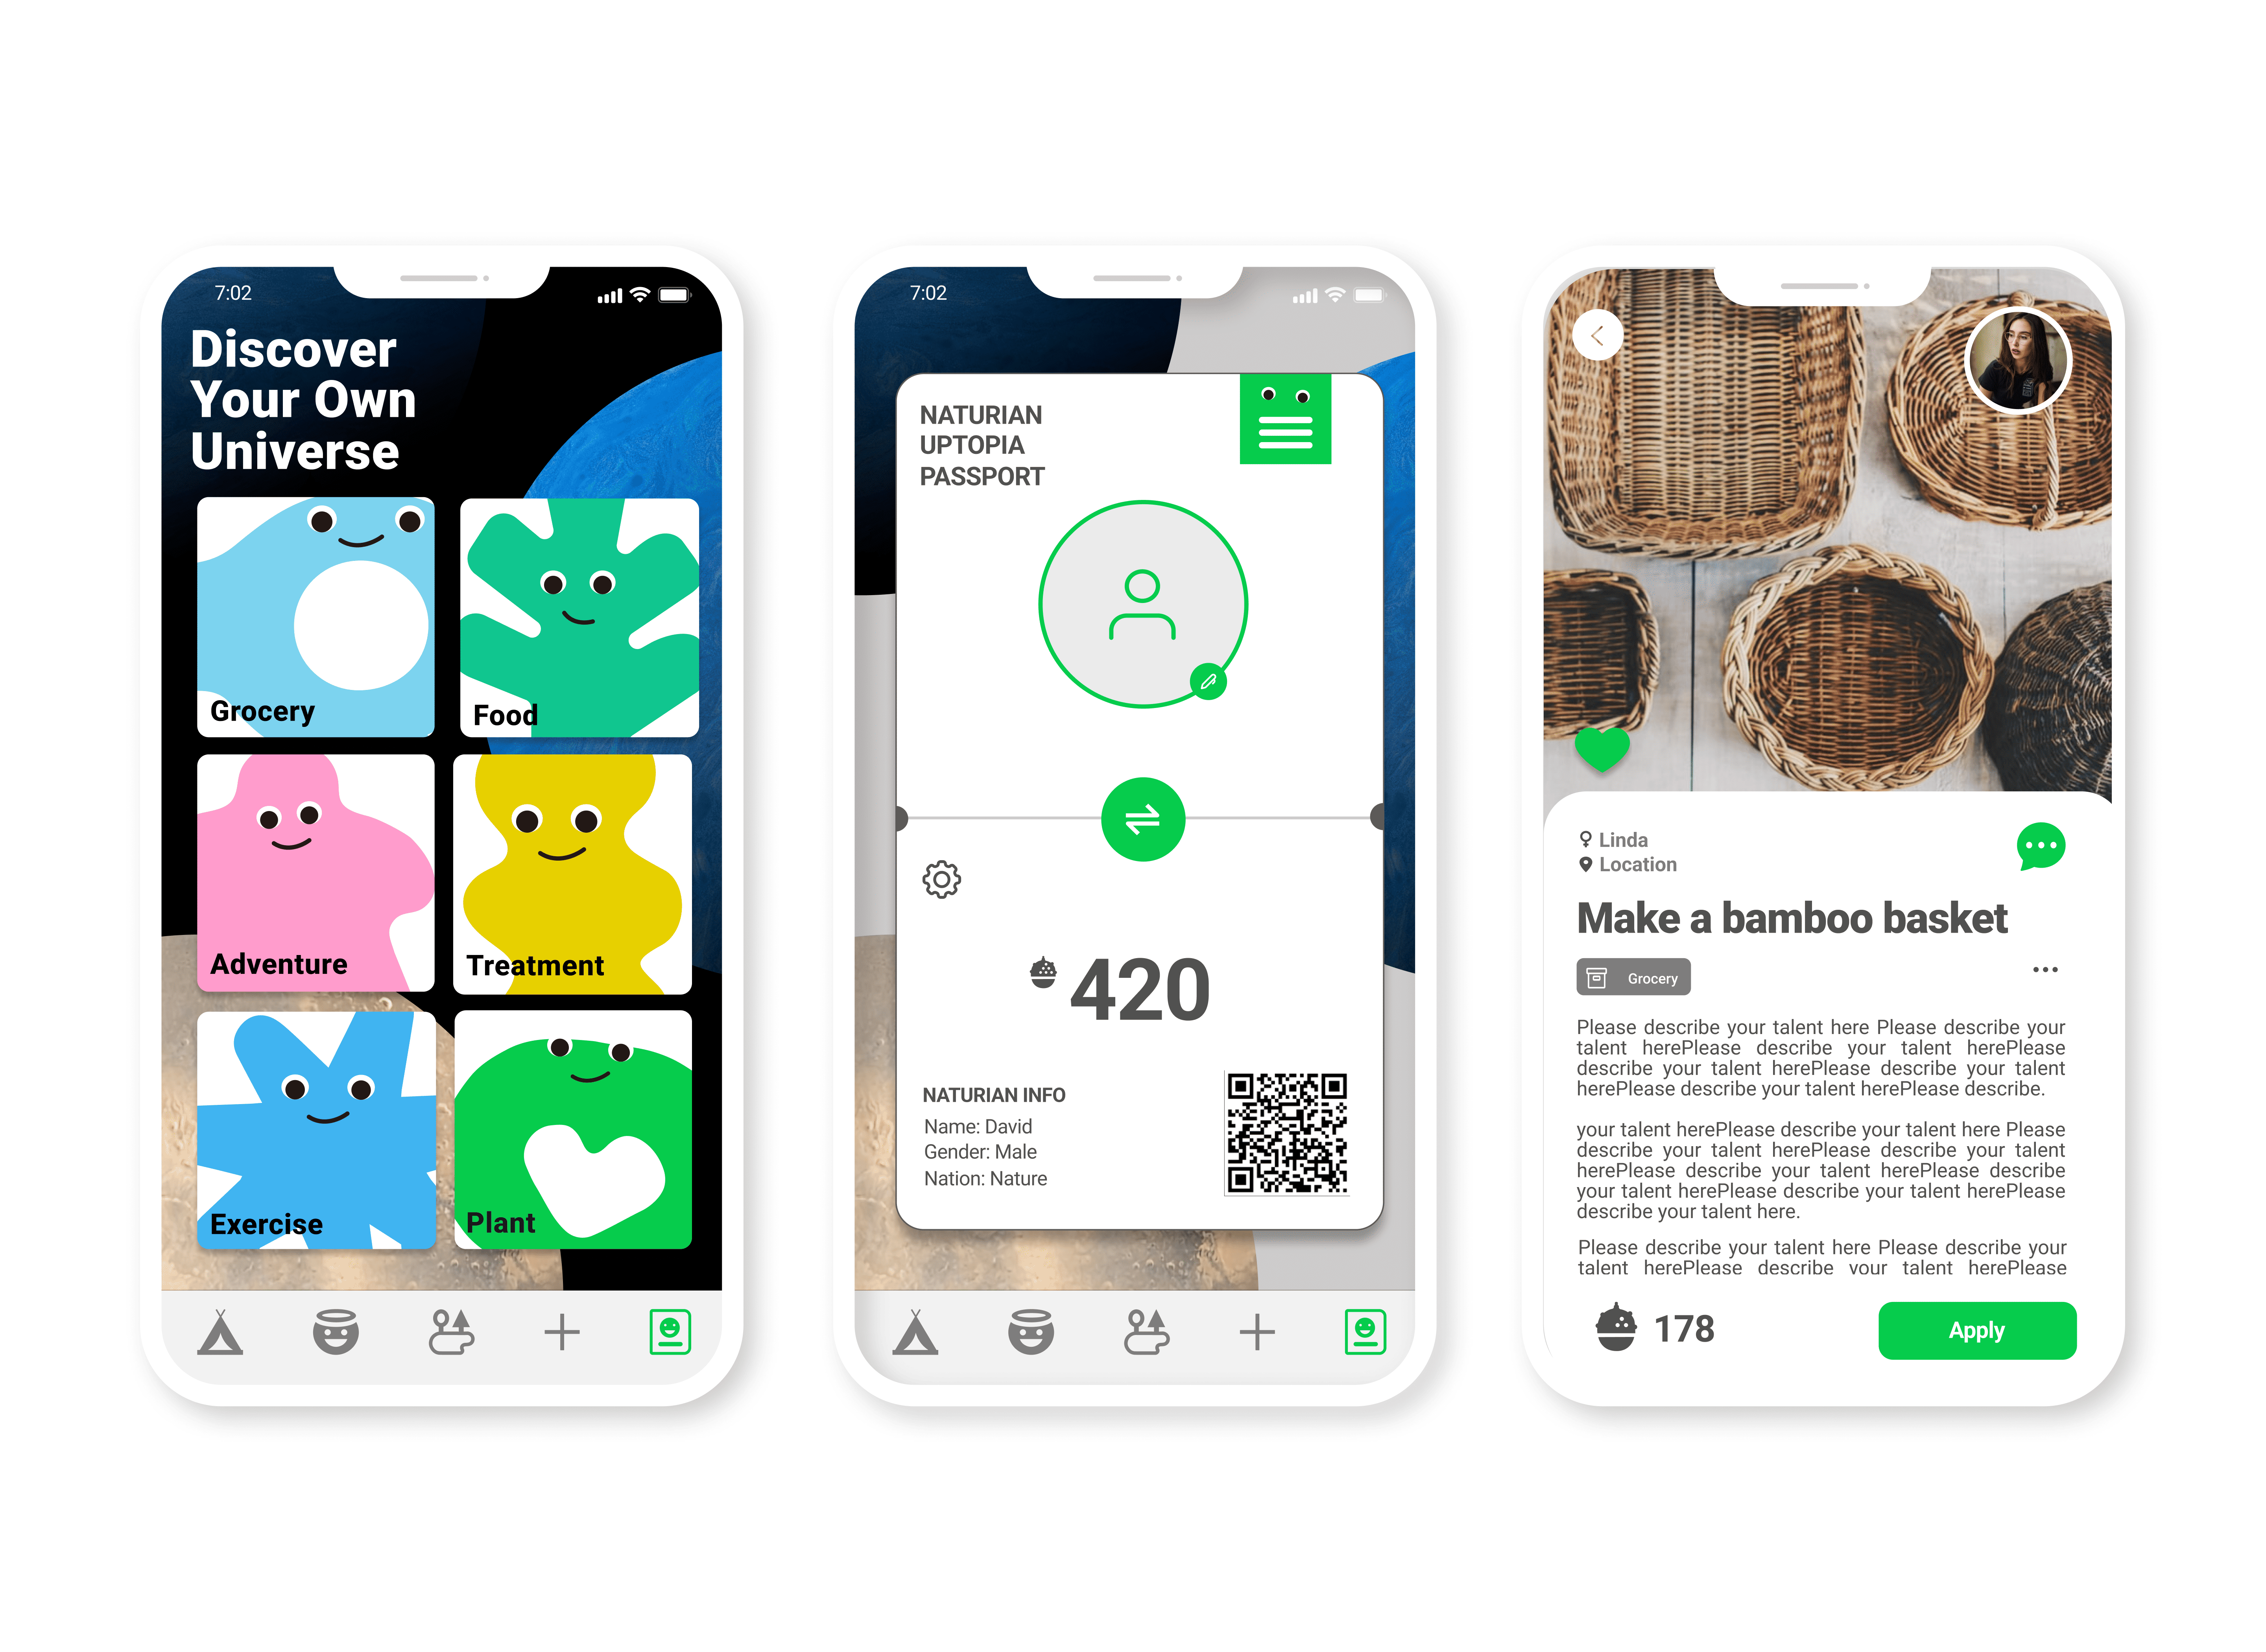 7:02
Discover
Your Own
Universe
Grocery
Food
Adventure
Treatment
Exercise
Plant
7:02
NATURIAN
UPTOPIA
PASSPORT
420
NATURIAN INFO
Name: David
Gender: Male
Nation: Nature
Linda
Location
Make a bamboo basket
Grocery
Please describe your talent here Please describe your
talent herePlease describe your talent herePlease
describe your talent herePlease describe your talent
herePlease describe your talent herePlease describe.
your talent herePlease describe your talent here Please
describe your talent herePlease describe your talent
herePlease describe your talent herePlease describe
your talent herePlease describe your talent herePlease
describe your talent here.
Please describe your talent here Please describe your
talent herePlease describe your talent herePlease
178
Apply